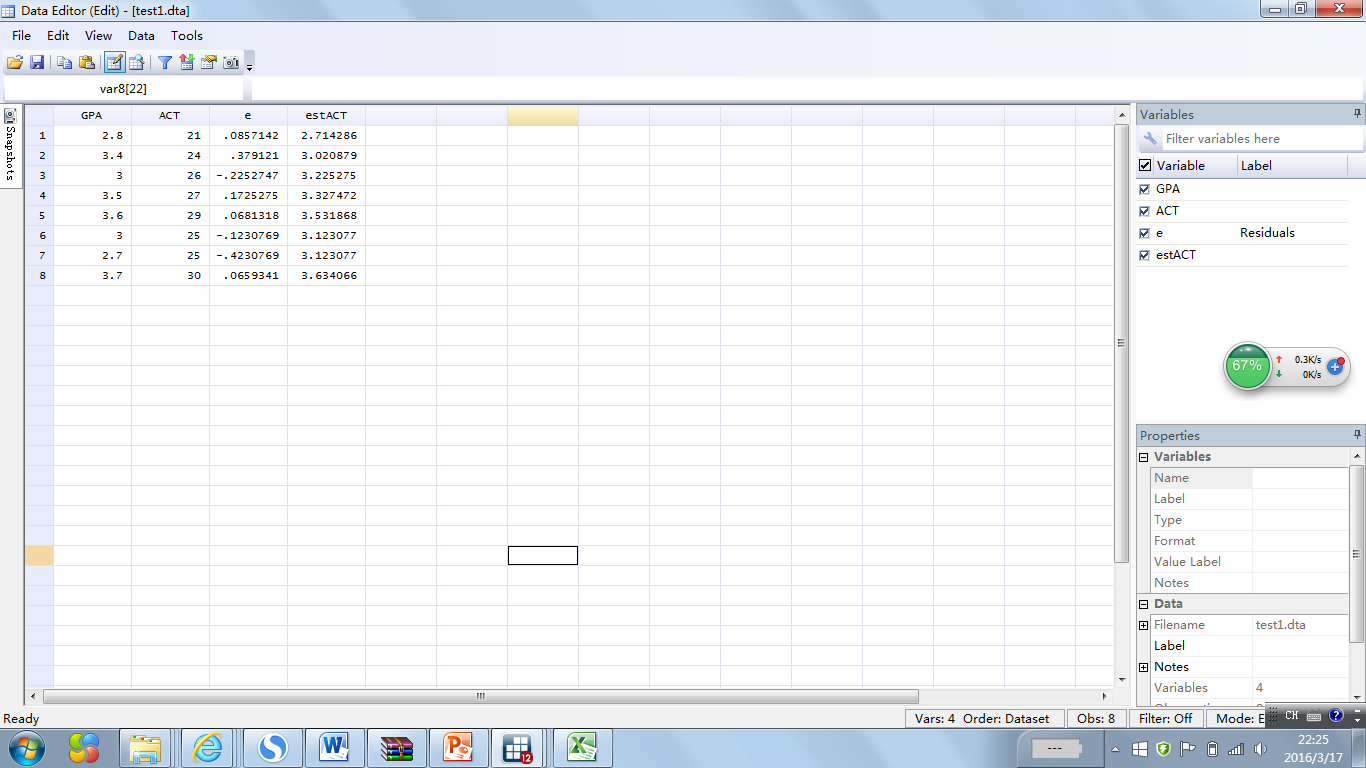 Data Editor (Edit) - [test1.dta]
File Edit View Data Tools
var8[22]
Snapshots
GPA ACT e estACT
1 2.8 21 .0857142 2.714286
2 3.4 24 .379121 3.020879
3 3 26 -.2252747 3.225275
4 3.5 27 .1725275 3.327472
5 3.6 29 .0681318 3.531868
6 3 25 -.1230769 3.123077
7 2.7 25 -.4230769 3.123077
8 3.7 30 .0659341 3.634066
Variables
Filter variables here
Variable Label
GPA
ACT
e Residuals
estACT
67% 0.3K/s
0K/s
Properties
Variables
Name
Label
Type
Format
Value Label
Notes
Data
Filename test1.dta
Label
Notes
Variables 4
Ready Vars: 4 Order: Dataset Obs: 8 Filter: Off Mode: E CH
12
--- 22:25
2016/3/17